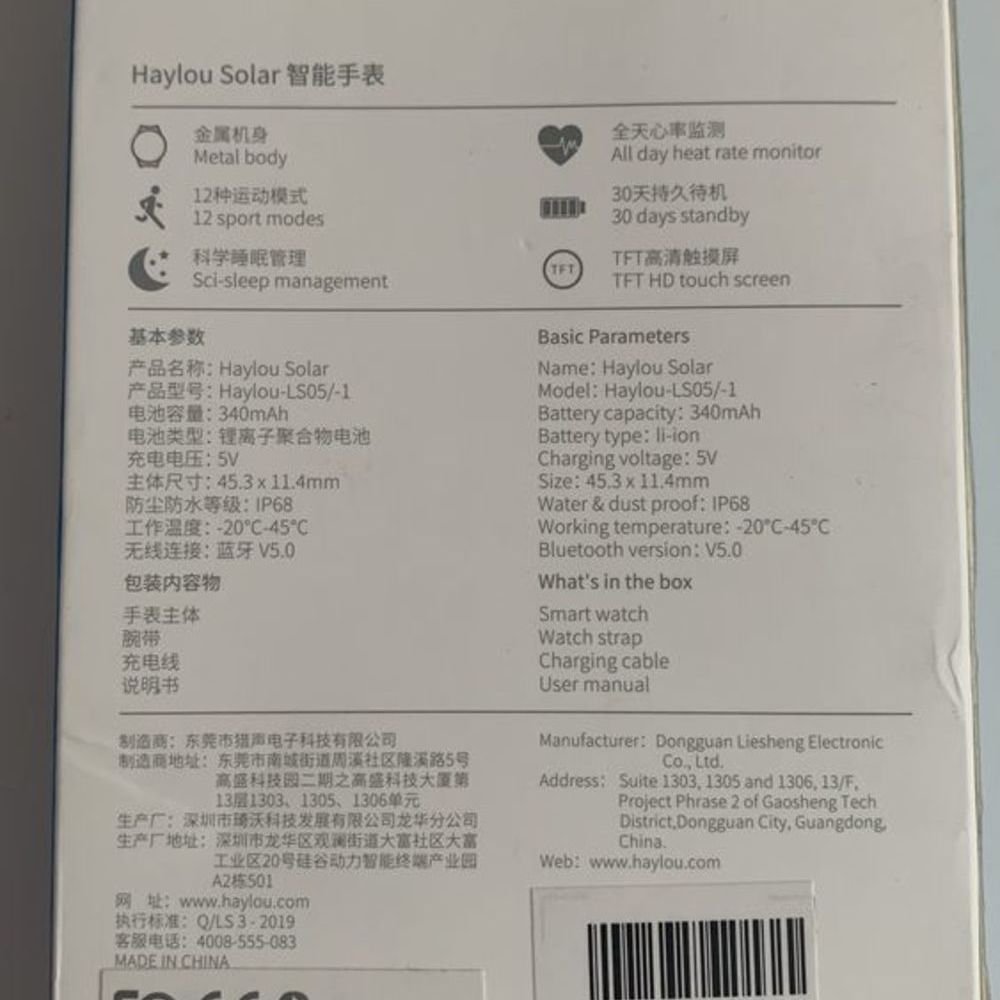 Haylou Solar 智能手表
金属机身
Metal body
12种运动模式
12 sport modes
科学睡眠管理
Sci-sleep management
全天心率监测
All day heat rate monitor
30天持久待机
30 days standby
TFT
TFT高清触摸屏
TFT HD touch screen
基本参数
产品名称：Haylou Solar
产品型号：Haylou-LS05/-1
电池容量：340mAh
电池类型：锂离子聚合物电池
充电电压：5V
主体尺寸：45.3 x 11.4mm
防尘防水等级：IP68
工作温度：-20°C-45°C
无线连接：蓝牙 V5.0
包装内容物
手表主体
腕带
充电线
说明书
Basic Parameters
Name：Haylou Solar
Model：Haylou-LS05/-1
Battery capacity：340mAh
Battery type：li-ion
Charging voltage：5V
Size：45.3 x 11.4mm
Water & dust proof：IP68
Working temperature：-20°C-45°C
Bluetooth version：V5.0
What's in the box
Smart watch
Watch strap
Charging cable
User manual
制造商：东莞市猎声电子科技有限公司
制造商地址：东莞市南城街道周溪社区隆溪路5号
高盛科技园二期之高盛科技大厦第
13层1303、1305、1306单元
生产厂：深圳市琦沃科技发展有限公司龙华分公司
生产厂地址：深圳市龙华区观澜街道大富社区大富
工业区20号硅谷动力智能终端产业园
A2栋501
网 址：www.haylou.com
执行标准：Q/LS 3 - 2019
客服电话：4008-555-083
MADE IN CHINA
Manufacturer：Dongguan Liesheng Electronic
Co., Ltd.
Address：Suite 1303, 1305 and 1306, 13/F,
Project Phrase 2 of Gaosheng Tech
District,Dongguan City, Guangdong,
China.
Web：www.haylou.com